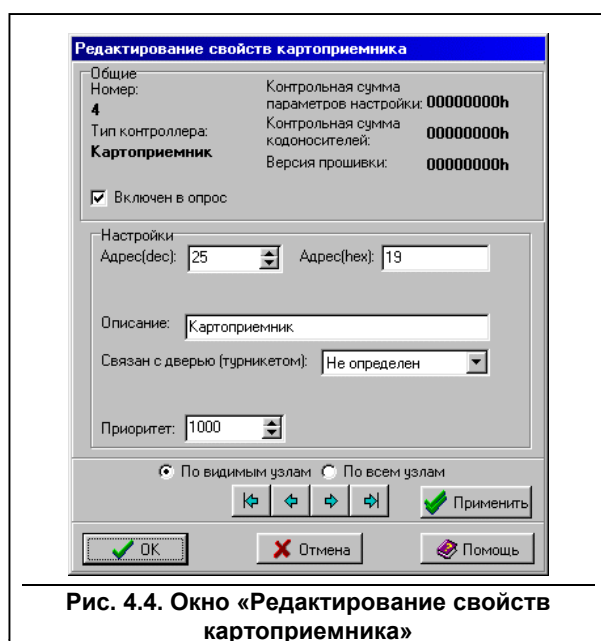 Редактирование свойств картоприемника
Общие
Номер:
4
Тип контроллера:
Картоприемник
Контрольная сумма
параметров настройки: 00000000h
Контрольная сумма
кодоносителей: 00000000h
Версия прошивки: 00000000h
Включен в опрос
Настройки
Адрес(dec): 25 Адрес(hex): 19
Описание: Картоприемник
Связан с дверью (турникетом): Не определен
Приоритет: 1000
По видимым узлам По всем узлам
Применить
OK Отмена Помощь
Рис. 4.4. Окно «Редактирование свойств
картоприемника»